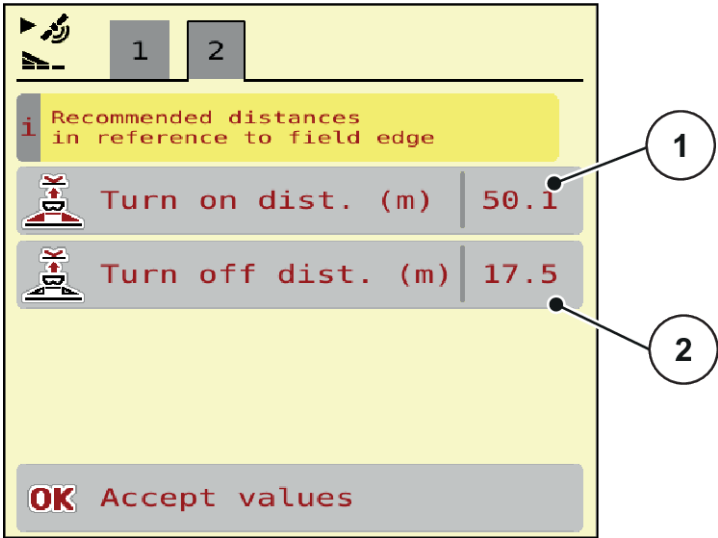 1 2
i Recommended distances
in reference to field edge
1
Turn on dist. (m) 50.1
Turn off dist. (m) 17.5
2
OK Accept values